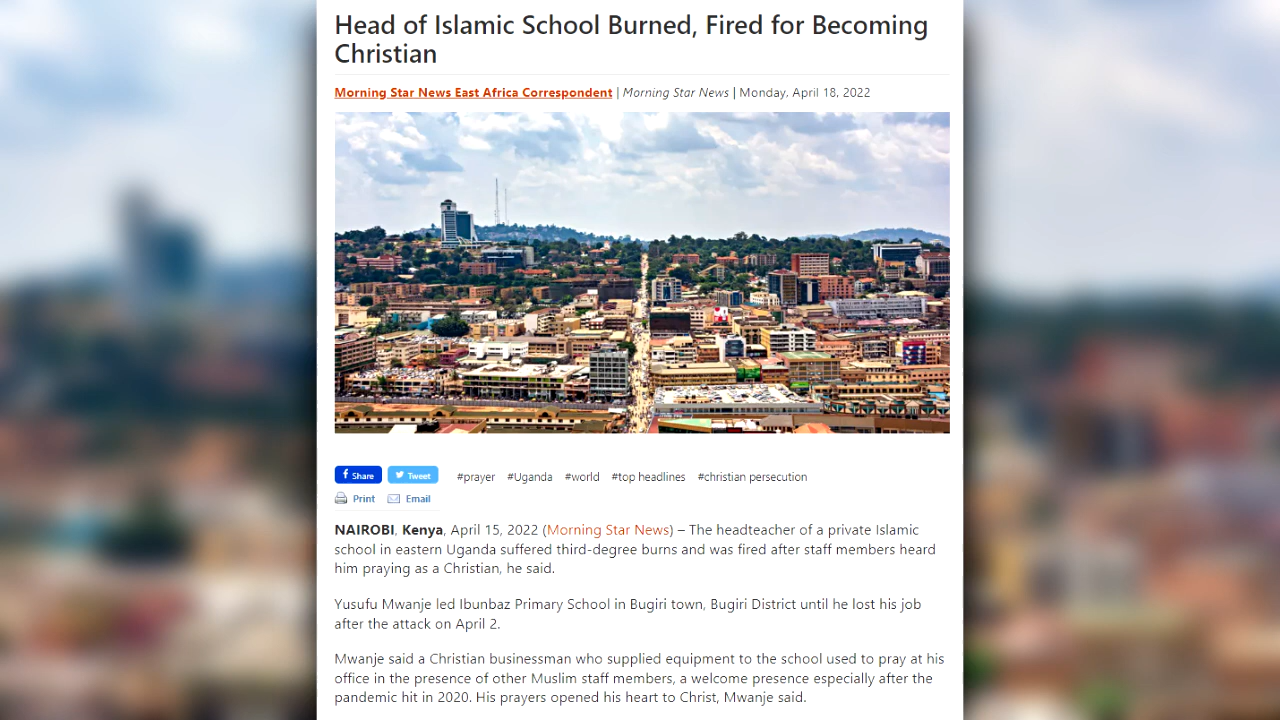 Head of Islamic School Burned, Fired for Becoming
Christian
Morning Star News East Africa Correspondent | Morning Star News | Monday, April 18, 2022
Share Tweet #prayer #Uganda #world #top headlines #christian persecution
Print Email
NAIROBI, Kenya, April 15, 2022 (Morning Star News) – The headteacher of a private Islamic
school in eastern Uganda suffered third-degree burns and was fired after staff members heard
him praying as a Christian, he said.
Yusufu Mwanje led Ibunbaz Primary School in Bugiri town, Bugiri District until he lost his job
after the attack on April 2.
Mwanje said a Christian businessman who supplied equipment to the school used to pray at his
office in the presence of other Muslim staff members, a welcome presence especially after the
pandemic hit in 2020. His prayers opened his heart to Christ, Mwanje said.